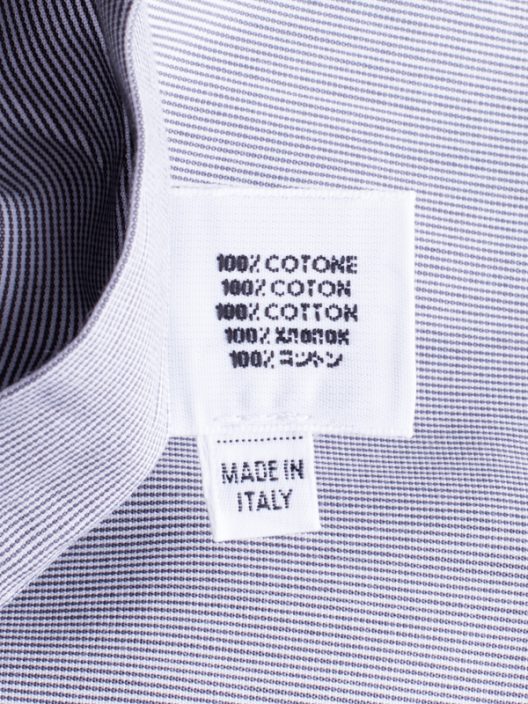 100% COTONE
100% COTON
100% COTTON
100% ХЛОПОК
100% コットン
MADE IN
ITALY